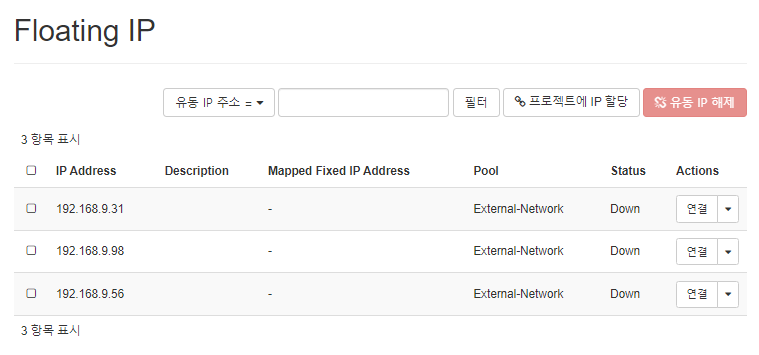 Floating IP
유동 IP 주소 = 필터 프로젝트에 IP 할당 유동 IP 해제
3 항목 표시
IP Address Description Mapped Fixed IP Address Pool Status Actions
192.168.9.31 - External-Network Down 연결
192.168.9.98 - External-Network Down 연결
192.168.9.56 - External-Network Down 연결
3 항목 표시